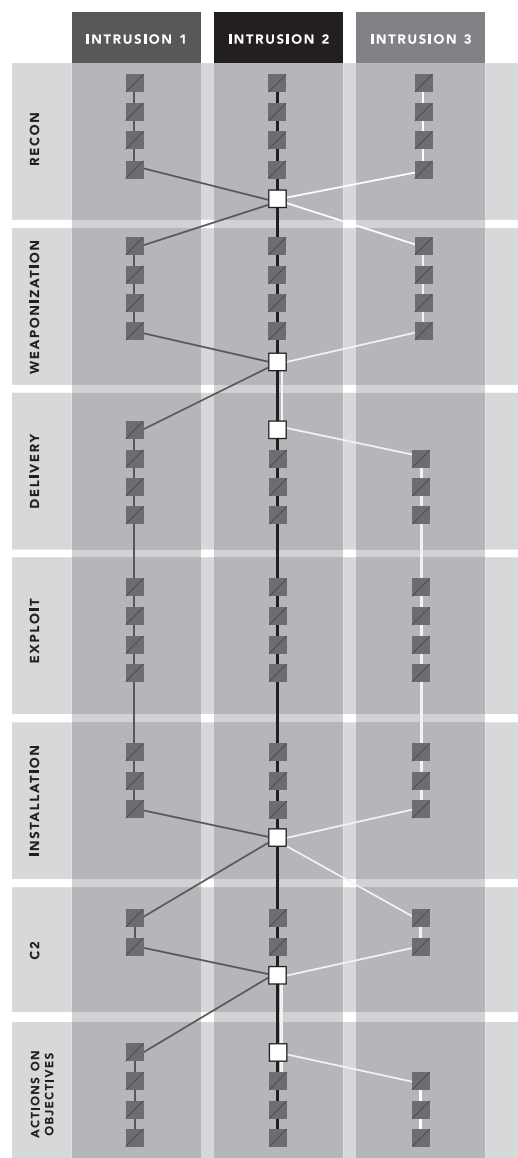 INTRUSION 1
INTRUSION 2
INTRUSION 3
RECON
WEAPONIZATION
DELIVERY
EXPLOIT
INSTALLATION
C2
ACTIONS ON
OBJECTIVES